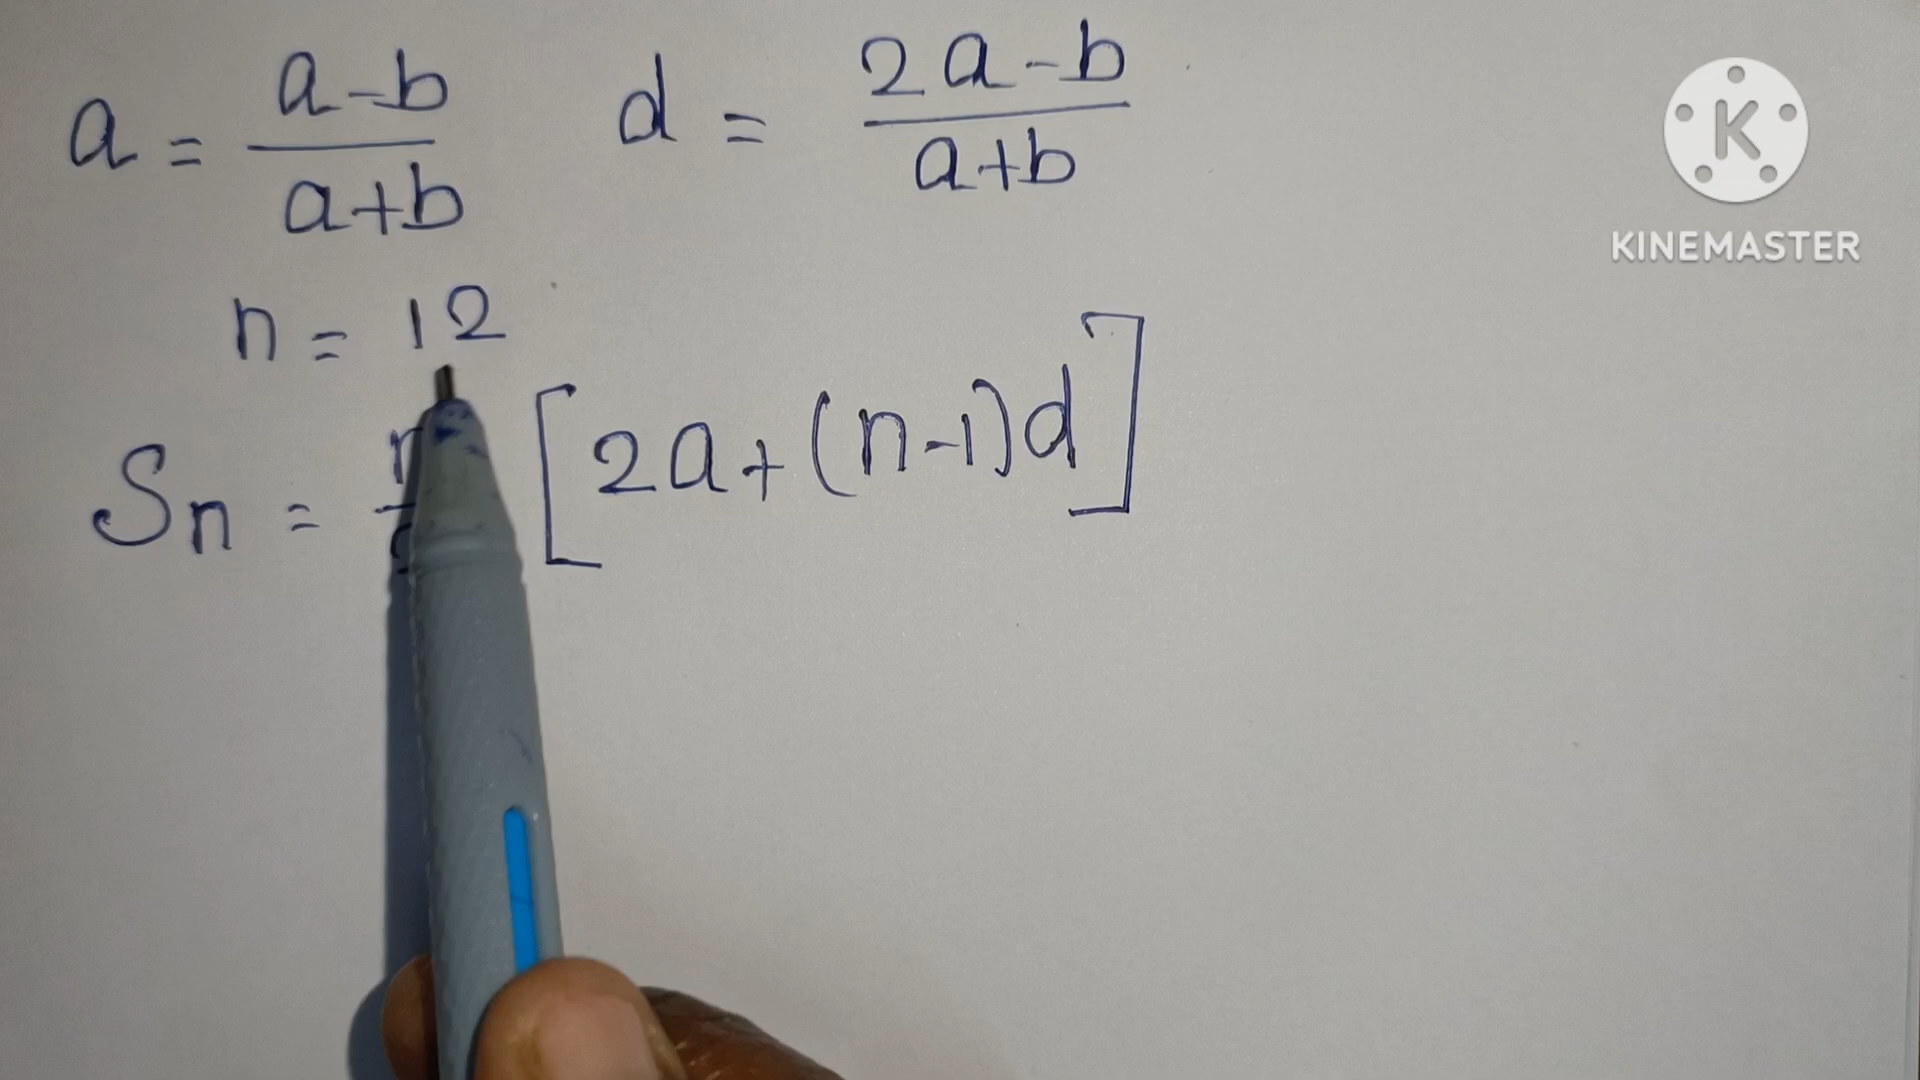 a = a-b / a+b    d = 2a-b / a+b
n = 12
Sn = [2a+(n-1)d]
K
KINEMASTER